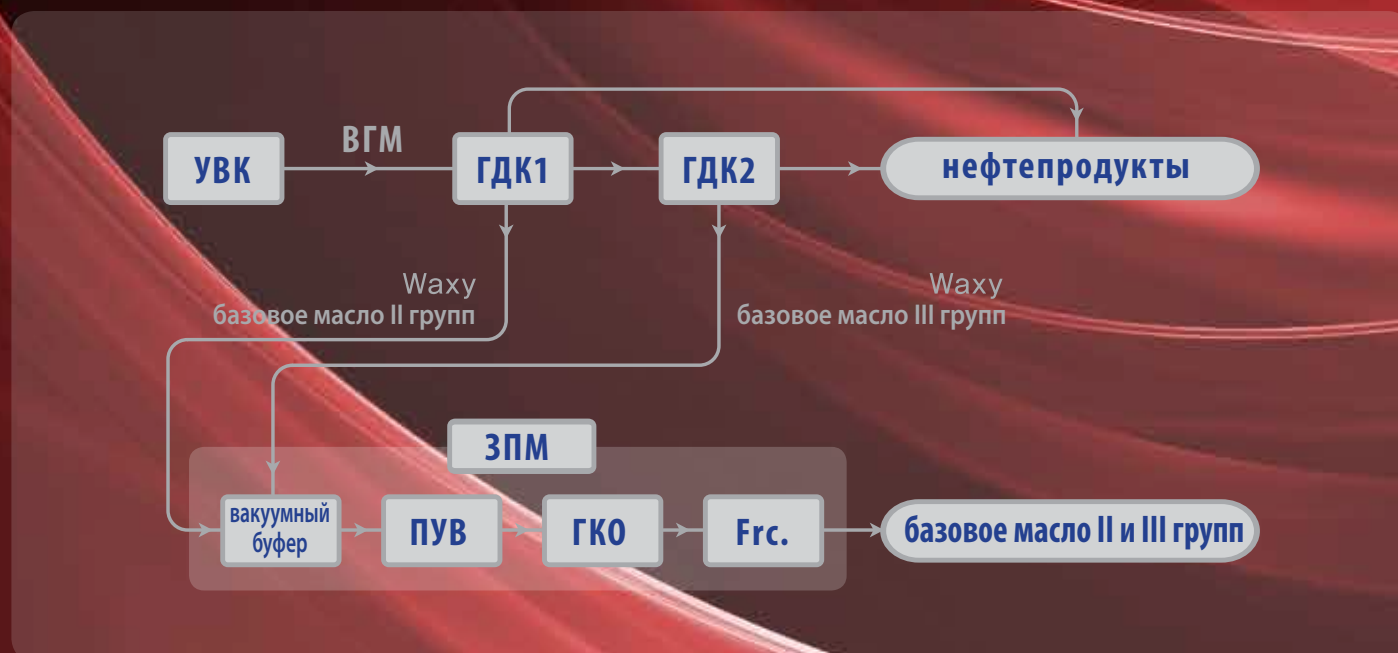 ВГМ
УВК
ГДК1
ГДК2
нефтепродукты
Waxy
базовое масло II групп
Waxy
базовое масло III групп
ЗПМ
вакуумный
буфер
ПУВ
ГКО
Frc.
базовое масло II и III групп